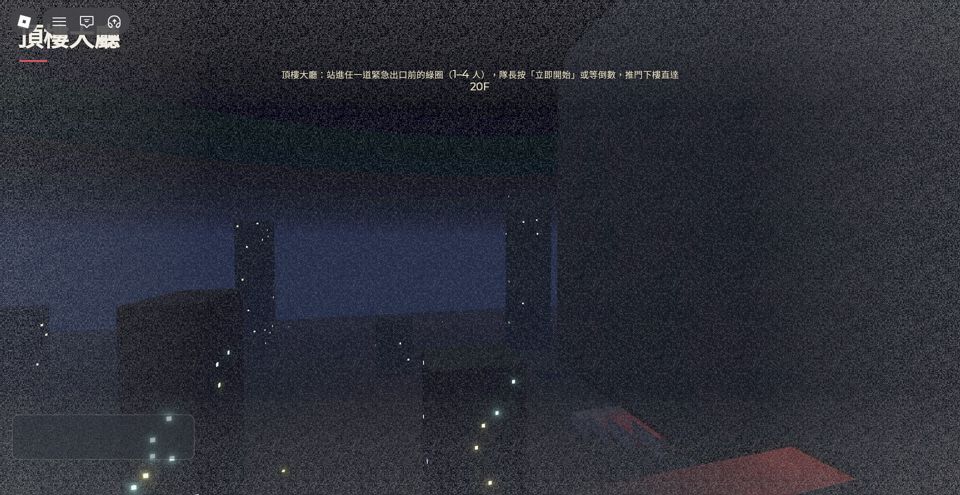 頂樓大廳
頂樓大廳：站進任一道緊急出口前的綠圈（1–4 人），隊長按「立即開始」或等倒數，推門下樓直達
20F